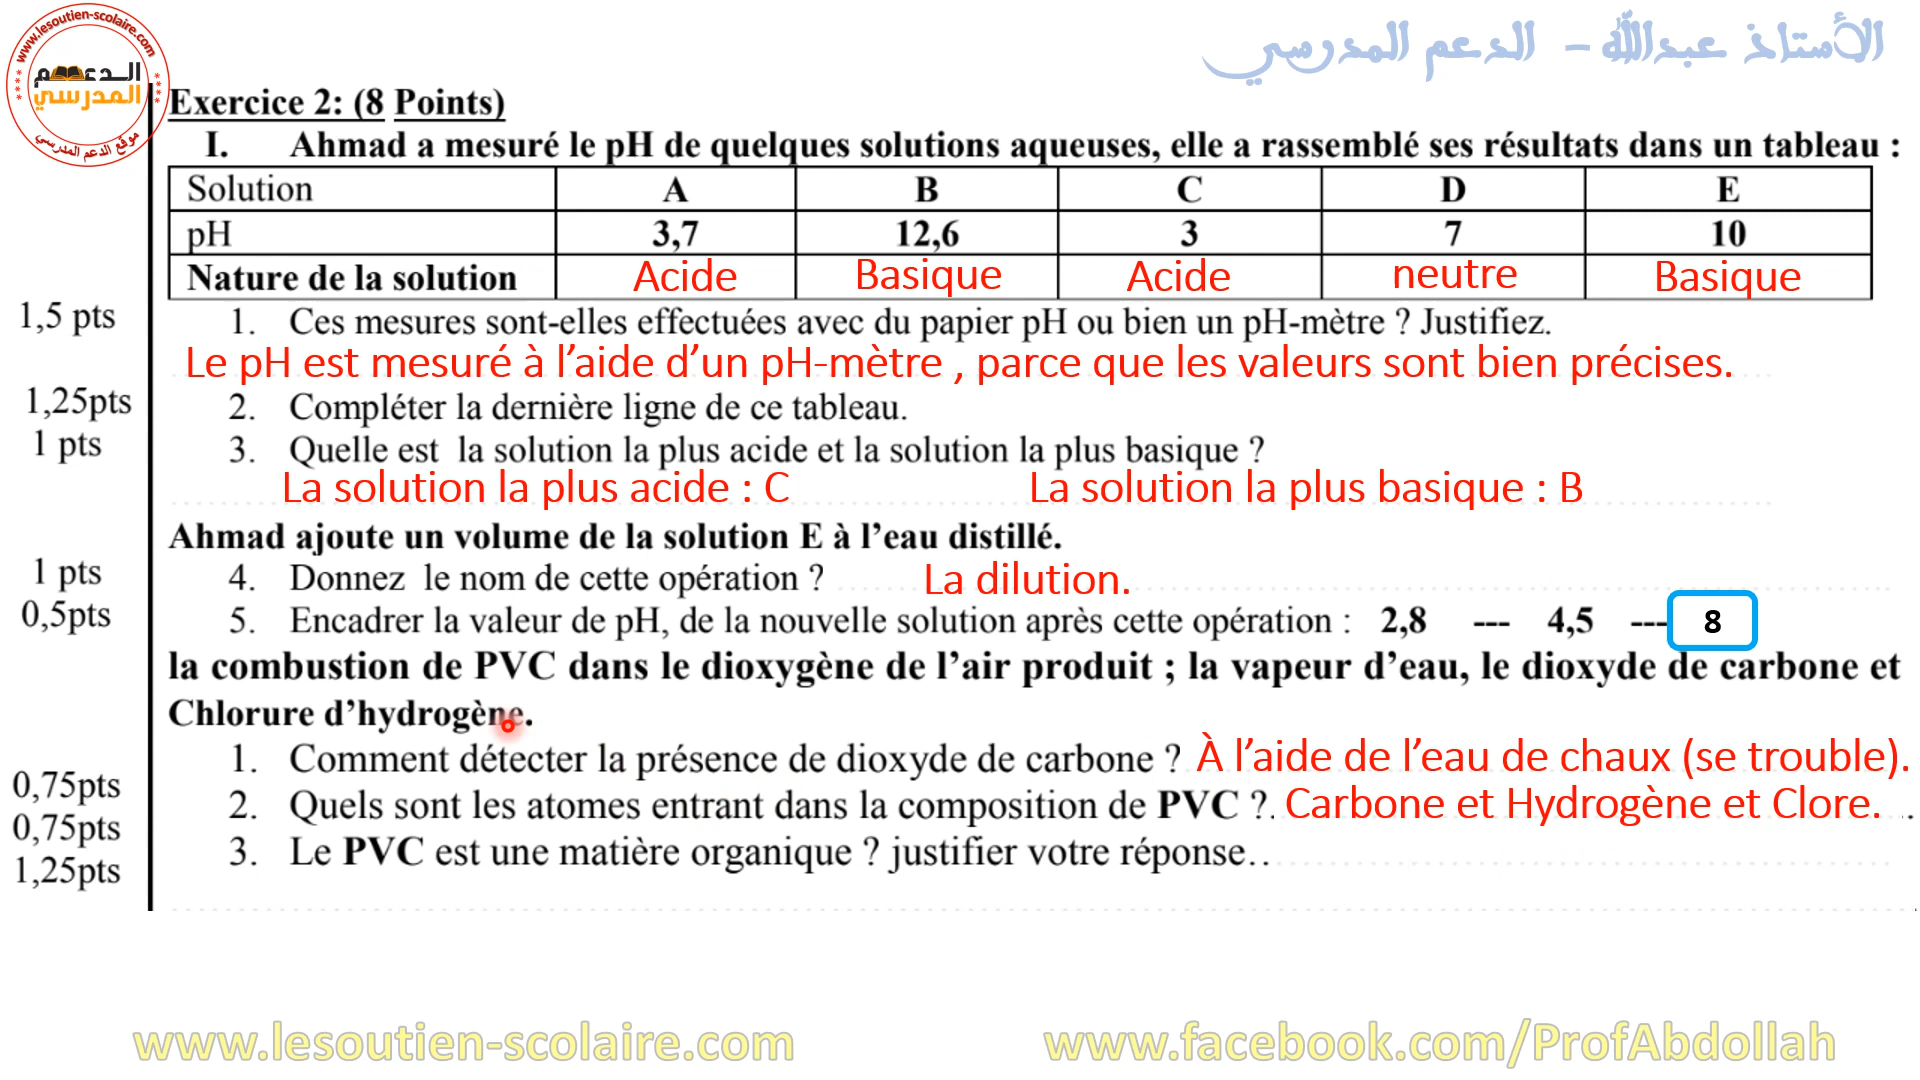 www.lesoutien-scolaire.com
الدعم
المدرسي
موقع الدعم المدرسي
الأستاذ عبدالله - الدعم المدرسي
Exercice 2: (8 Points)
I. Ahmad a mesuré le pH de quelques solutions aqueuses, elle a rassemblé ses résultats dans un tableau :
Solution A B C D E
pH 3,7 12,6 3 7 10
Nature de la solution Acide Basique Acide neutre Basique
1,5 pts 1. Ces mesures sont-elles effectuées avec du papier pH ou bien un pH-mètre ? Justifiez.
Le pH est mesuré à l’aide d’un pH-mètre , parce que les valeurs sont bien précises.
1,25pts 2. Compléter la dernière ligne de ce tableau.
1 pts 3. Quelle est la solution la plus acide et la solution la plus basique ?
La solution la plus acide : C La solution la plus basique : B
Ahmad ajoute un volume de la solution E à l’eau distillé.
1 pts 4. Donnez le nom de cette opération ? La dilution.
0,5pts 5. Encadrer la valeur de pH, de la nouvelle solution après cette opération : 2,8 --- 4,5 --- 8
la combustion de PVC dans le dioxygène de l’air produit ; la vapeur d’eau, le dioxyde de carbone et
Chlorure d’hydrogène.
1. Comment détecter la présence de dioxyde de carbone ? À l’aide de l’eau de chaux (se trouble).
0,75pts
2. Quels sont les atomes entrant dans la composition de PVC ?. Carbone et Hydrogène et Clore.
0,75pts
3. Le PVC est une matière organique ? justifier votre réponse..
1,25pts
www.lesoutien-scolaire.com www.facebook.com/ProfAbdollah